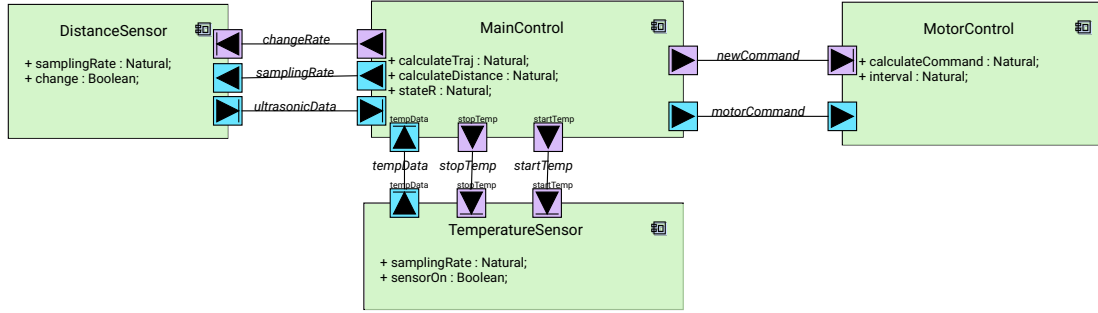 DistanceSensor
+ samplingRate : Natural;
+ change : Boolean;
changeRate
samplingRate
ultrasonicData
MainControl
+ calculateTraj : Natural;
+ calculateDistance : Natural;
+ stateR : Natural;
newCommand
motorCommand
MotorControl
+ calculateCommand : Natural;
+ interval : Natural;
tempData stopTemp startTemp
tempData stopTemp startTemp
tempData stopTemp startTemp
TemperatureSensor
+ samplingRate : Natural;
+ sensorOn : Boolean;